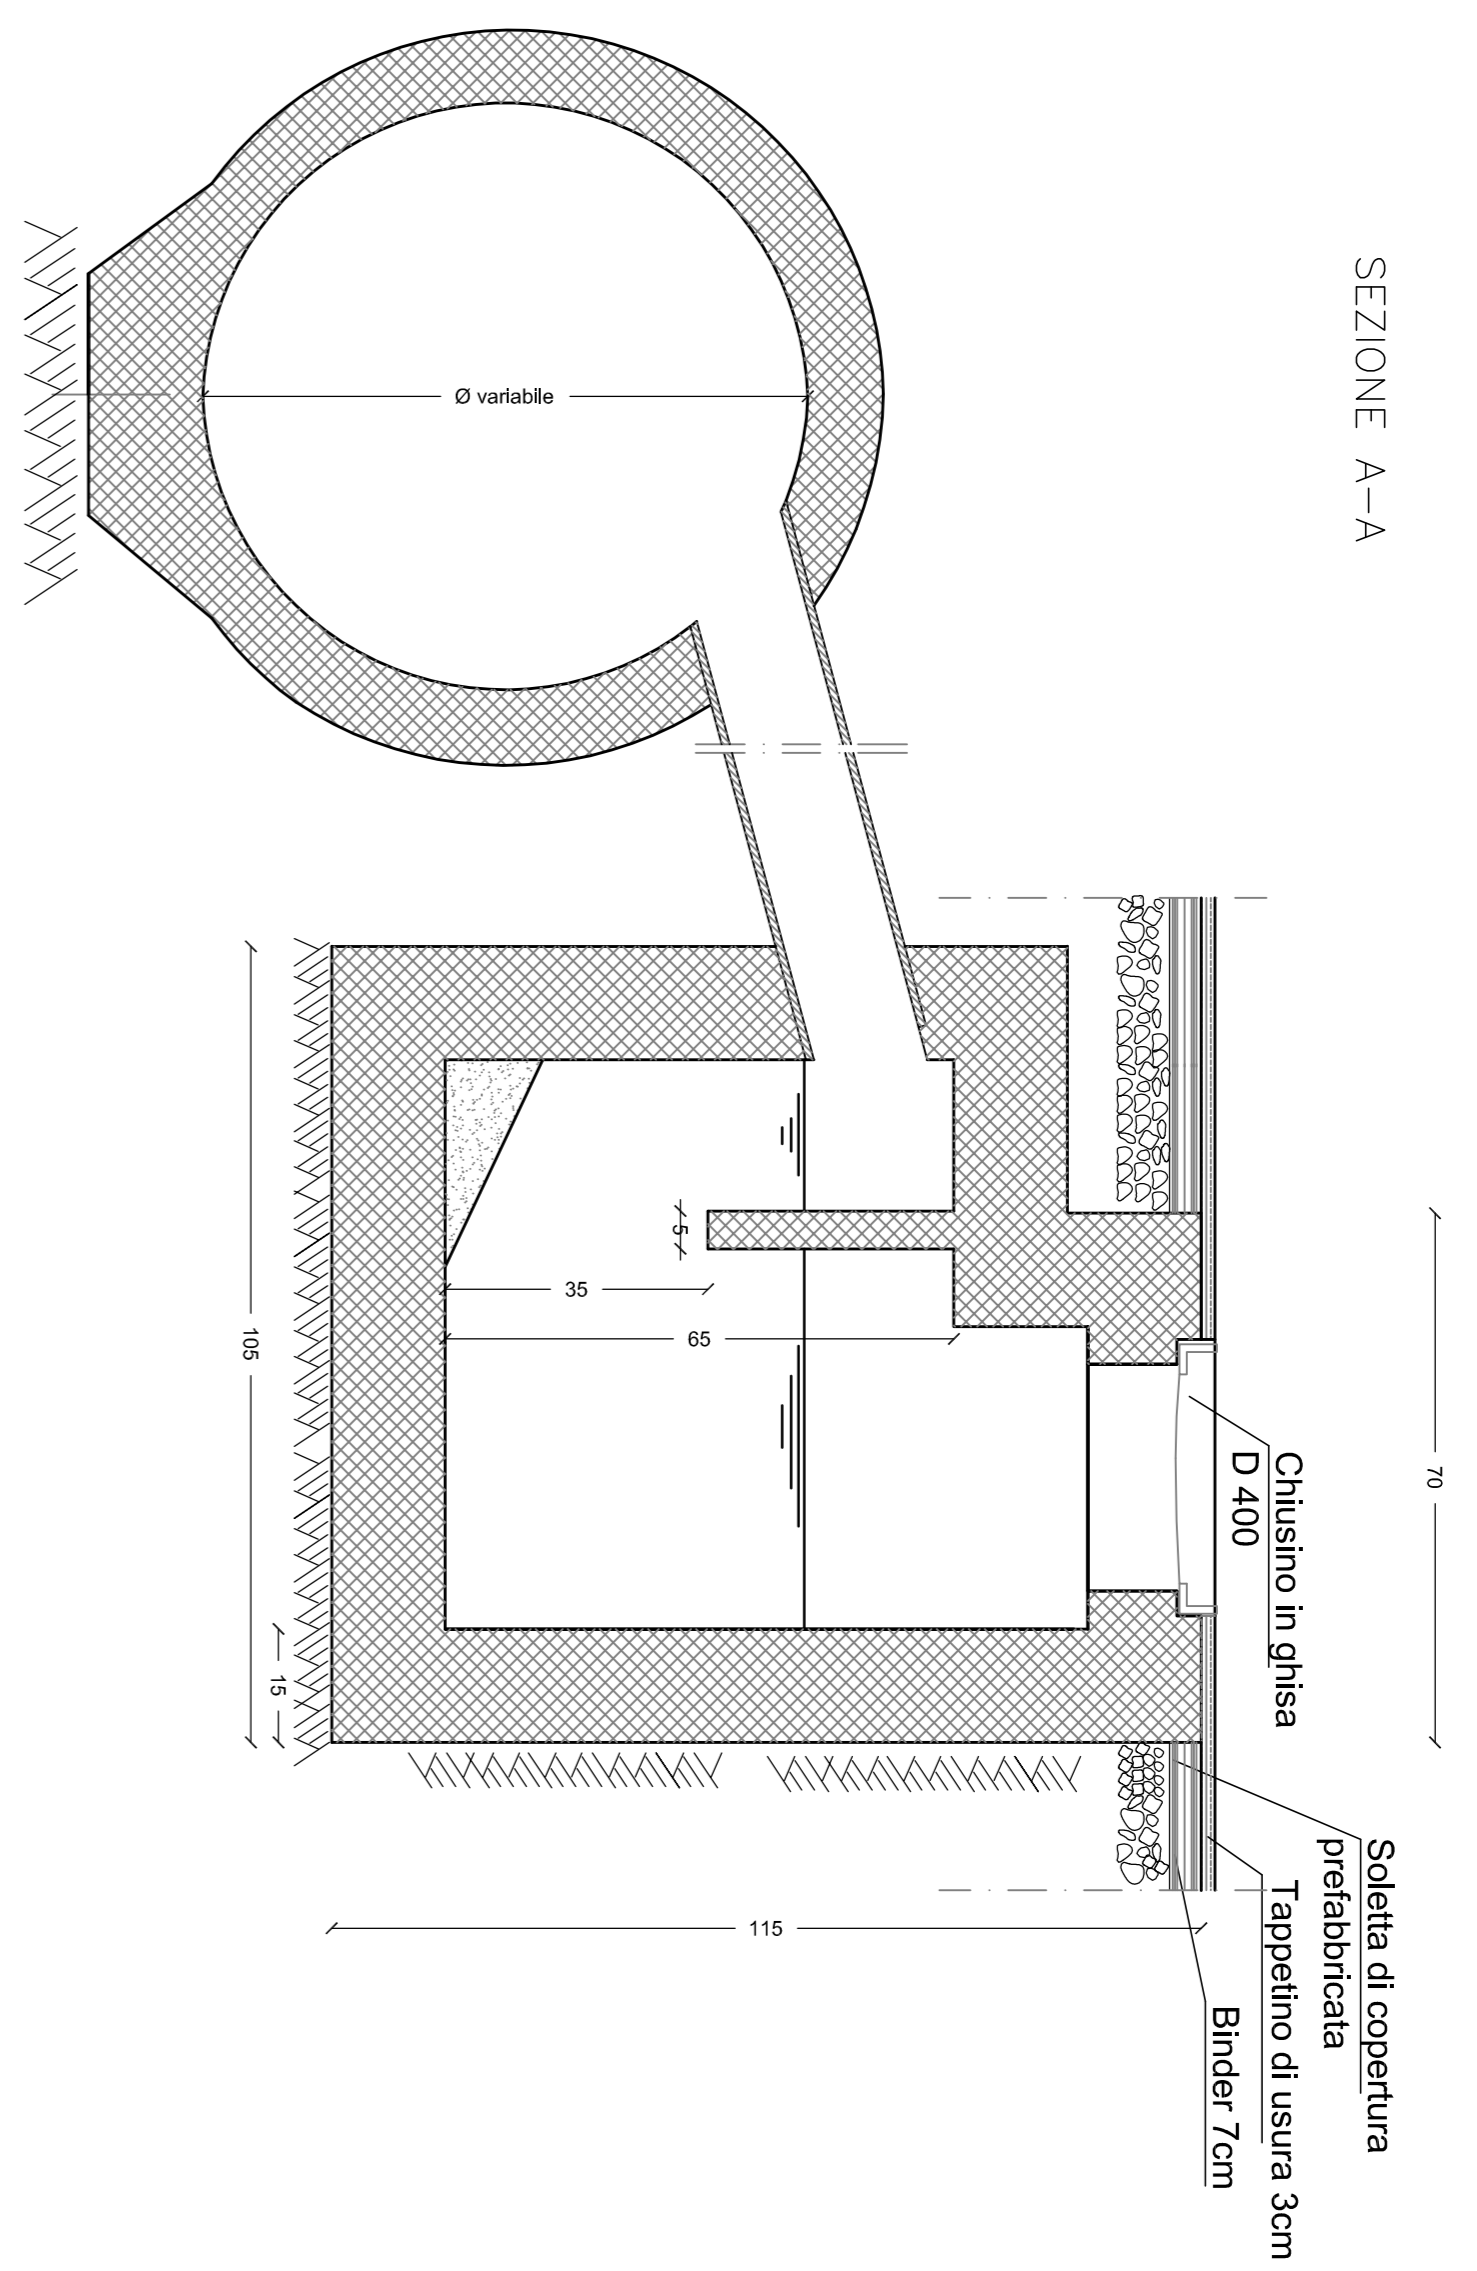 SEZIONE A-A
Ø variabile
70
Chiusino in ghisa
D 400
Soletta di copertura
prefabbricata
Tappetino di usura 3cm
Binder 7cm
5
35
65
105
15
115